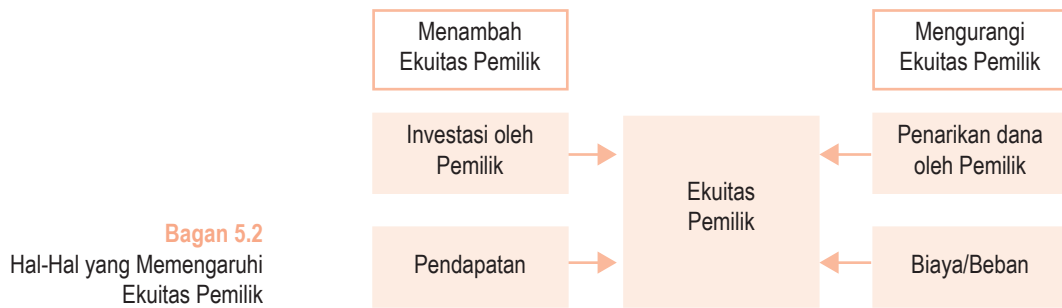 Menambah
Ekuitas Pemilik
Mengurangi
Ekuitas Pemilik
Investasi oleh
Pemilik
Penarikan dana
oleh Pemilik
Ekuitas
Pemilik
Pendapatan
Biaya/Beban
Bagan 5.2
Hal-Hal yang Memengaruhi
Ekuitas Pemilik